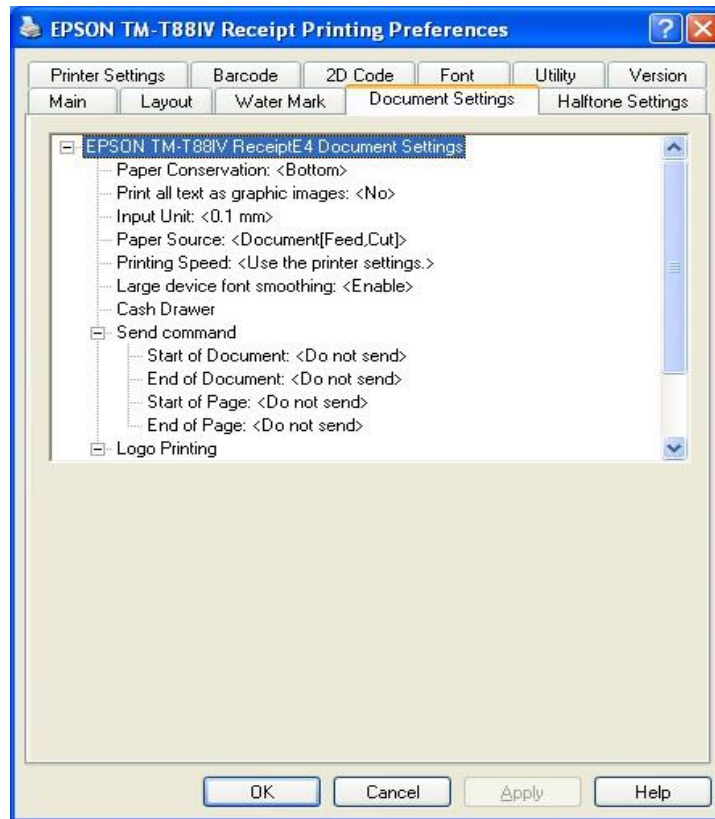 EPSON TM-T88IV Receipt Printing Preferences
Printer Settings Barcode 2D Code Font Utility Version
Main Layout Water Mark Document Settings Halftone Settings
EPSON TM-T88IV ReceiptE4 Document Settings
Paper Conservation: <Bottom>
Print all text as graphic images: <No>
Input Unit: <0.1 mm>
Paper Source: <Document[Feed,Cut]>
Printing Speed: <Use the printer settings.>
Large device font smoothing: <Enable>
Cash Drawer
Send command
Start of Document: <Do not send>
End of Document: <Do not send>
Start of Page: <Do not send>
End of Page: <Do not send>
Logo Printing
OK Cancel Apply Help